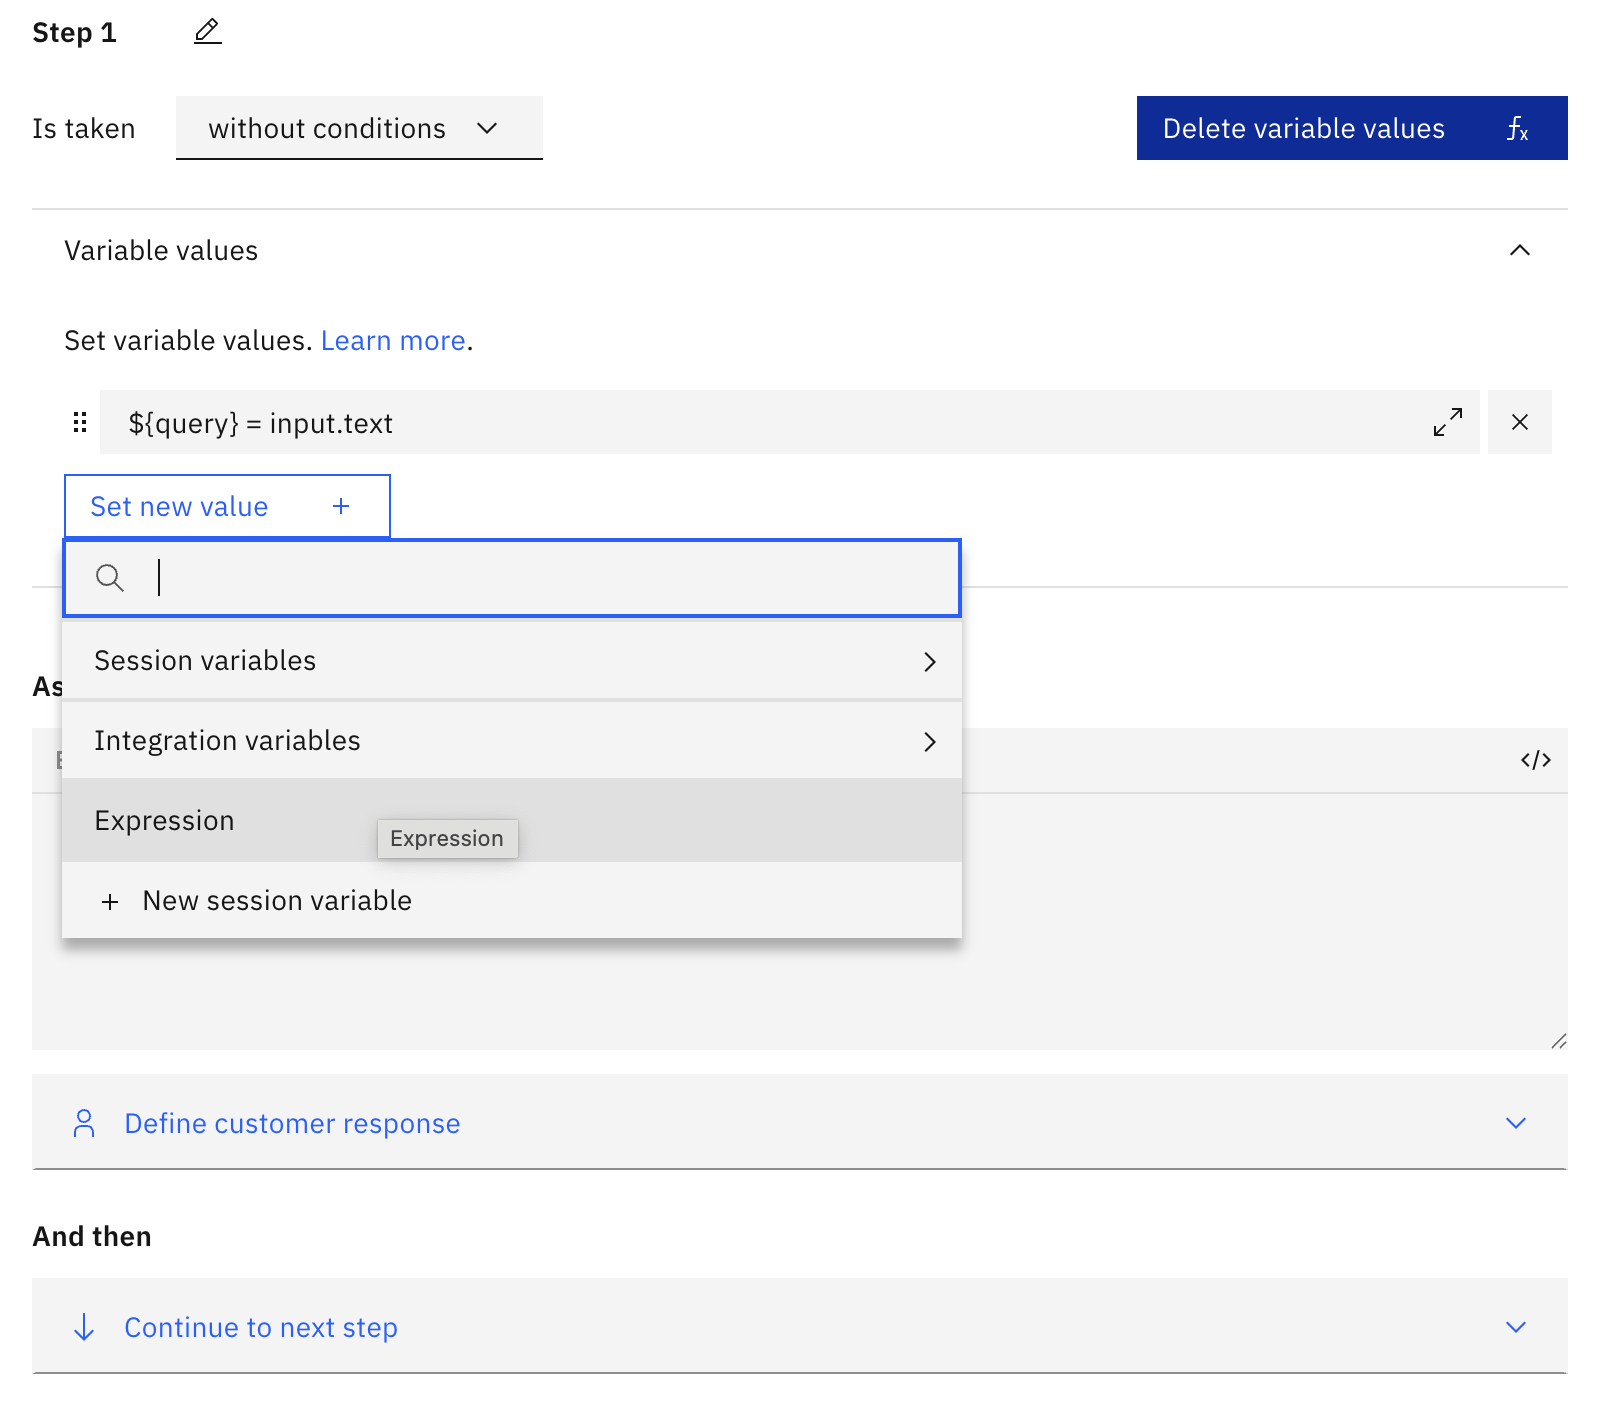 Step 1
Is taken
without conditions
Delete variable values
Variable values
Set variable values. Learn more.
${query} = input.text
Set new value
Session variables
As
Integration variables
Expression
Expression
New session variable
Define customer response
And then
Continue to next step